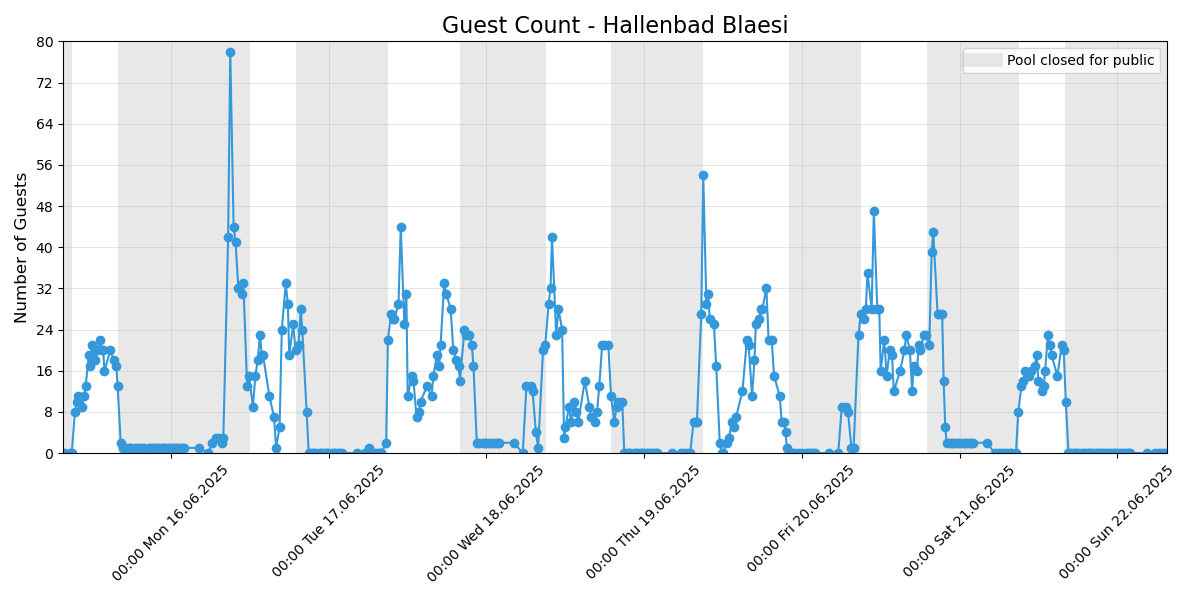 Guest Count - Hallenbad Blaesi
Pool closed for public
Number of Guests
80
72
64
56
48
40
32
24
16
8
0
00:00 Mon 16.06.2025
00:00 Tue 17.06.2025
00:00 Wed 18.06.2025
00:00 Thu 19.06.2025
00:00 Fri 20.06.2025
00:00 Sat 21.06.2025
00:00 Sun 22.06.2025